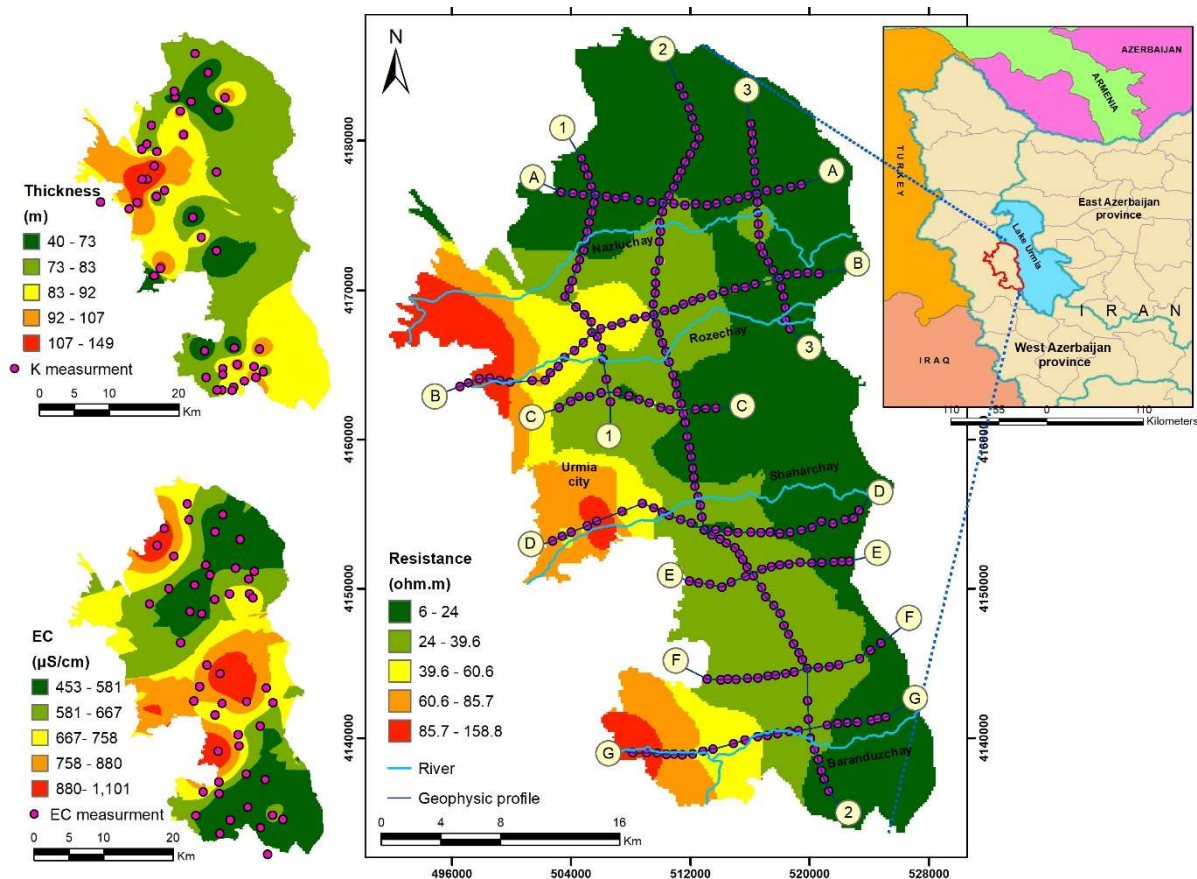 Thickness
(m)
40 - 73
73 - 83
83 - 92
92 - 107
107 - 149
K measurment
0 10 20
Km
EC
(µS/cm)
453 - 581
581 - 667
667 - 758
758 - 880
880- 1,101
EC measurment
0 5 10 20
Km
N
2
3
1
A
A
Nazluchay
B
Rozechay
3
B
C
C
1
Urmia
city
Shaharchay
D
D
E
E
F
F
G
G
Baranduzchay
2
Resistance
(ohm.m)
6 - 24
24 - 39.6
39.6 - 60.6
60.6 - 85.7
85.7 - 158.8
River
Geophysic profile
0 4 8 16
Km
4180000
4170000
4160000
4150000
4140000
4180000
4170000
4160000
4150000
4140000
496000 504000 512000 520000 528000
AZERBAIJAN
ARMENIA
TURKEY
East Azerbaijan
province
Lake Urmia
IRAN
West Azerbaijan
province
IRAQ
110 55 0 110
Kilometers